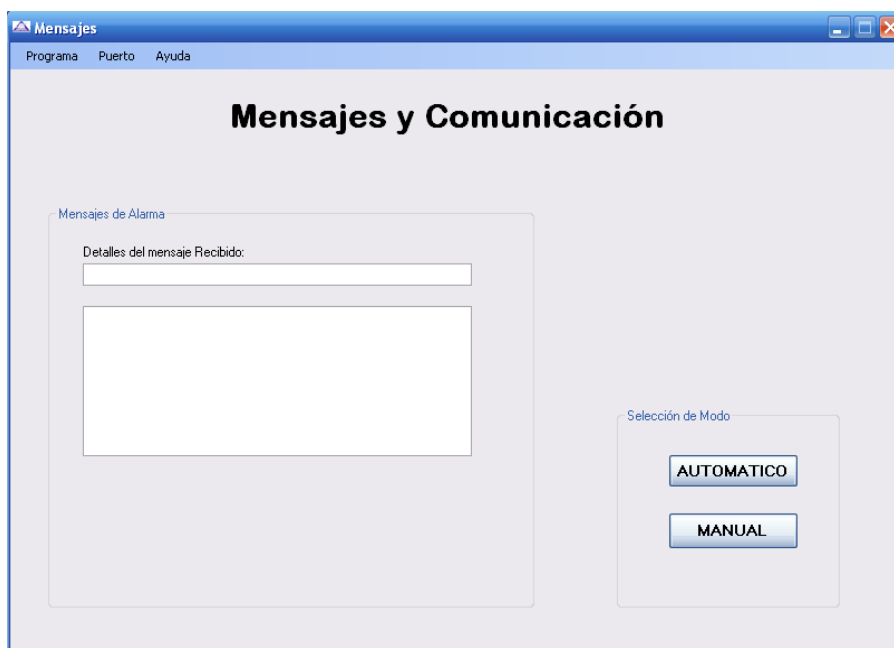 Mensajes
Programa Puerto Ayuda
Mensajes y Comunicación
Mensajes de Alarma
Detalles del mensaje Recibido:
Selección de Modo
AUTOMATICO
MANUAL